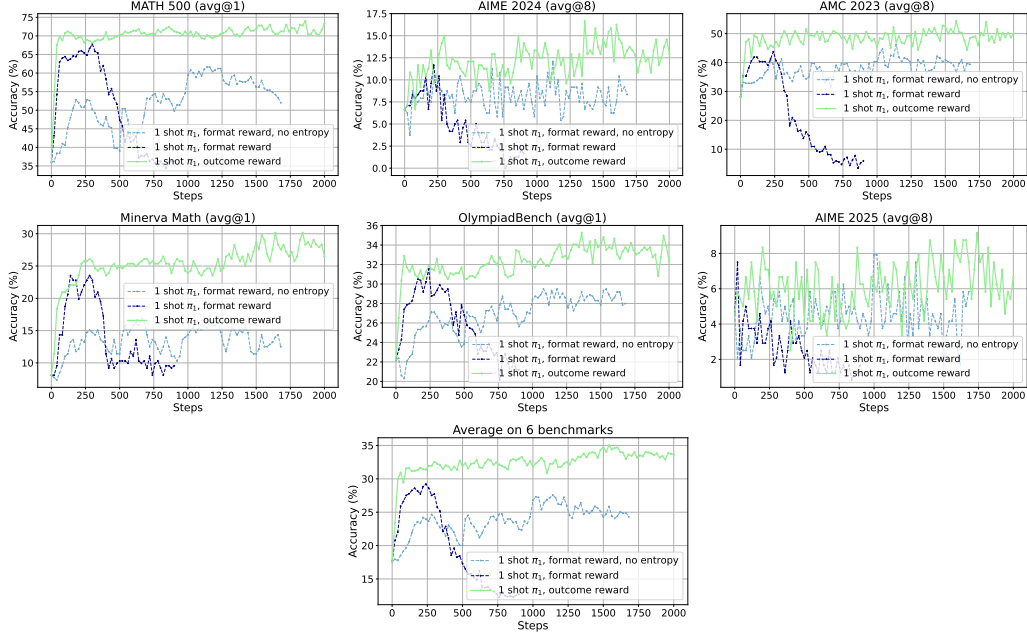 MATH 500 (avg@1)
Accuracy (%)
75
70
65
60
55
50
45
40
35
0 250 500 750 1000 1250 1500 1750 2000
Steps
1 shot π₁, format reward, no entropy
1 shot π₁, format reward
1 shot π₁, outcome reward
AIME 2024 (avg@8)
Accuracy (%)
17.5
15.0
12.5
10.0
7.5
5.0
2.5
0.0
0 250 500 750 1000 1250 1500 1750 2000
Steps
1 shot π₁, format reward, no entropy
1 shot π₁, format reward
1 shot π₁, outcome reward
AMC 2023 (avg@8)
Accuracy (%)
50
40
30
20
10
0 250 500 750 1000 1250 1500 1750 2000
Steps
1 shot π₁, format reward, no entropy
1 shot π₁, format reward
1 shot π₁, outcome reward
Minerva Math (avg@1)
Accuracy (%)
30
25
20
15
10
0 250 500 750 1000 1250 1500 1750 2000
Steps
1 shot π₁, format reward, no entropy
1 shot π₁, format reward
1 shot π₁, outcome reward
OlympiadBench (avg@1)
Accuracy (%)
36
34
32
30
28
26
24
22
20
0 250 500 750 1000 1250 1500 1750 2000
Steps
1 shot π₁, format reward, no entropy
1 shot π₁, format reward
1 shot π₁, outcome reward
AIME 2025 (avg@8)
Accuracy (%)
8
6
4
2
0 250 500 750 1000 1250 1500 1750 2000
Steps
1 shot π₁, format reward, no entropy
1 shot π₁, format reward
1 shot π₁, outcome reward
Average on 6 benchmarks
Accuracy (%)
35
30
25
20
15
0 250 500 750 1000 1250 1500 1750 2000
Steps
1 shot π₁, format reward, no entropy
1 shot π₁, format reward
1 shot π₁, outcome reward